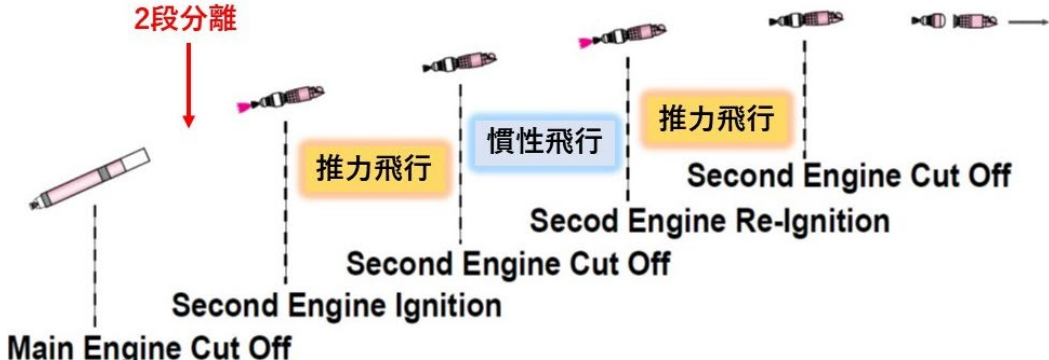 2段分離
推力飛行
慣性飛行
推力飛行
Second Engine Cut Off
Secod Engine Re-Ignition
Second Engine Cut Off
Second Engine Ignition
Main Engine Cut Off